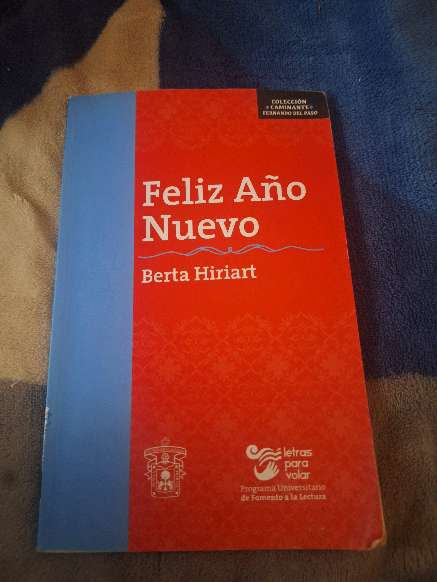 COLECCIÓN
CAMINANTE
FERNANDO DEL PASO
Feliz Año
Nuevo
Berta Hiriart
letras
para
volar
Programa Universitario
de Fomento a la Lectura